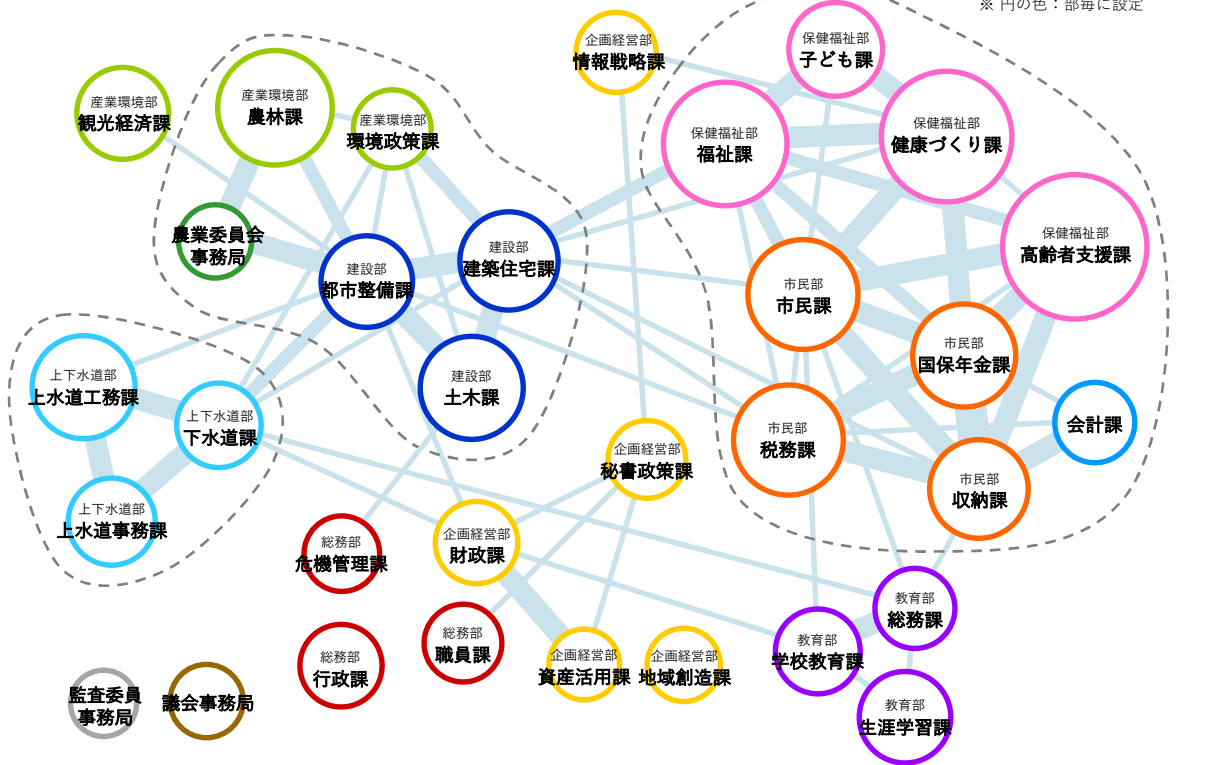 ※ 円の色：部毎に設定
企画経営部
情報戦略課
保健福祉部
子ども課
産業環境部
観光経済課
産業環境部
農林課
産業環境部
環境政策課
保健福祉部
福祉課
保健福祉部
健康づくり課
農業委員会
事務局
建設部
都市整備課
建設部
建築住宅課
保健福祉部
高齢者支援課
市民部
市民課
市民部
国保年金課
上下水道部
上水道工務課
上下水道部
下水道課
建設部
土木課
市民部
税務課
会計課
企画経営部
秘書政策課
市民部
収納課
上下水道部
上水道事務課
総務部
危機管理課
企画経営部
財政課
教育部
総務課
総務部
行政課
総務部
職員課
企画経営部
資産活用課
企画経営部
地域創造課
教育部
学校教育課
監査委員
事務局
議会事務局
教育部
生涯学習課